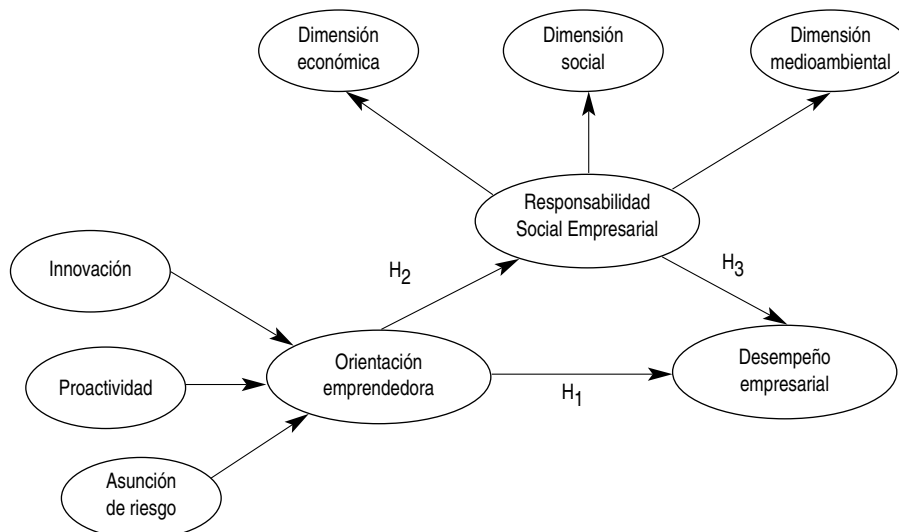 Dimensión
económica
Dimensión
social
Dimensión
medioambiental
Responsabilidad
Social Empresarial
Innovación
H2
H3
Proactividad
Orientación
emprendedora
H1
Desempeño
empresarial
Asunción
de riesgo